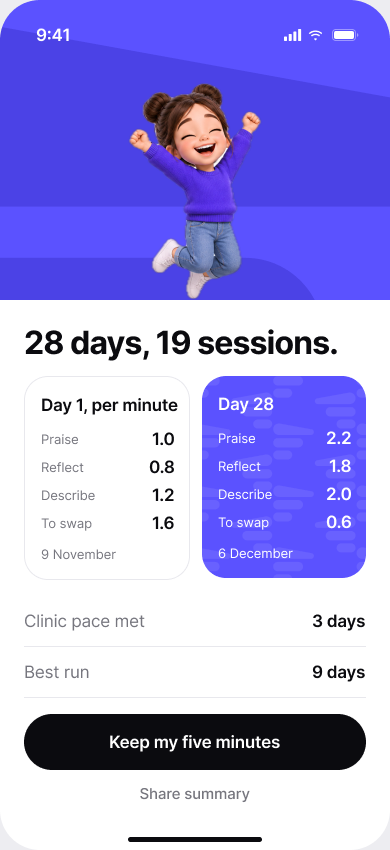 9:41
28 days, 19 sessions.
Day 1, per minute
Praise 1.0
Reflect 0.8
Describe 1.2
To swap 1.6
9 November
Day 28
Praise 2.2
Reflect 1.8
Describe 2.0
To swap 0.6
6 December
Clinic pace met 3 days
Best run 9 days
Keep my five minutes
Share summary